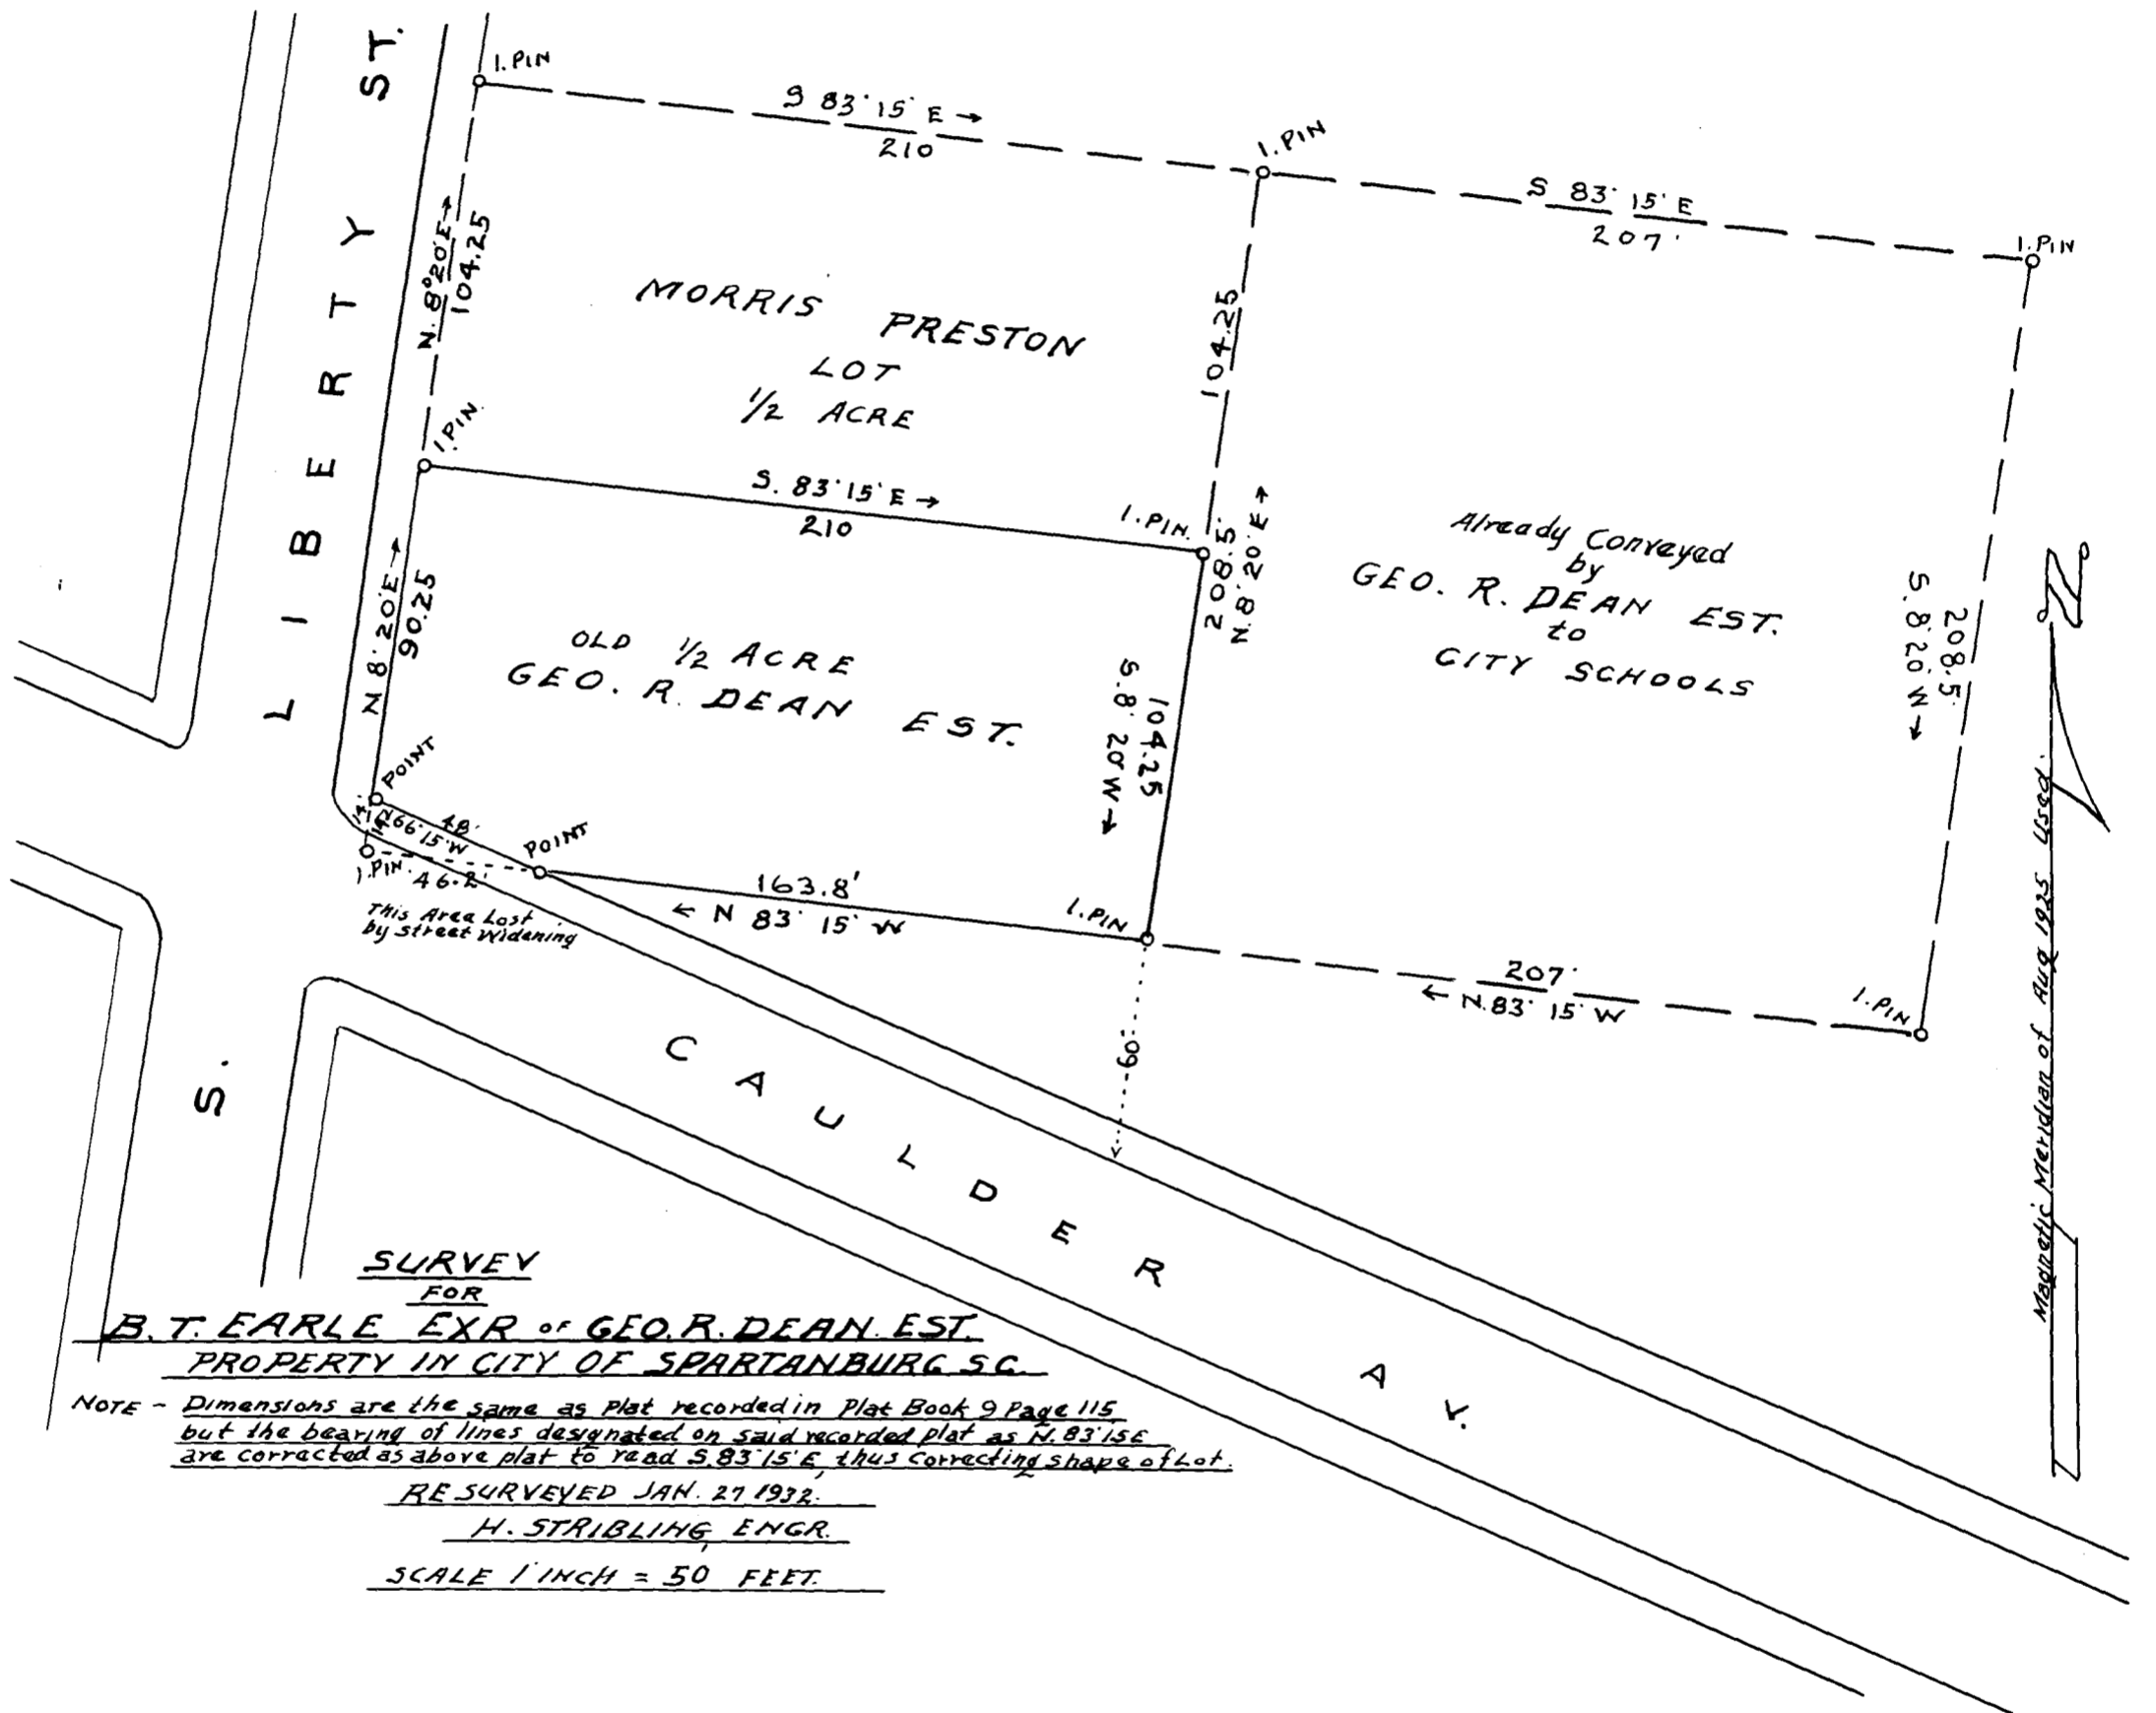 S. LIBERTY ST.
I. PIN
S 83° 15' E →
210
I. PIN
S 83° 15' E
207'
I. PIN
N. 8° 20' E →
104.25
MORRIS PRESTON
LOT
1/2 ACRE
104.25
I. PIN.
S. 83° 15' E →
210
I. PIN.
208.5'
N. 8° 20' E →
Already Conveyed
by
GEO. R. DEAN EST.
to
CITY SCHOOLS
208.5'
S. 8° 20' W →
N 8° 20' E →
90.25
OLD 1/2 ACRE
GEO. R. DEAN EST.
104.25
S. 8° 20' W →
POINT
14'
48'
N 66° 15' W
POINT
I. PIN.
46.2'
This Area Lost
by Street Widening
163.8'
← N 83° 15' W
I. PIN
207'
← N. 83° 15' W
I. PIN
60'
CAULDER AV.
N
Magnetic Meridian of Aug 1925 Used.
SURVEY
FOR
B. T. EARLE EXR OF GEO. R. DEAN. EST.
PROPERTY IN CITY OF SPARTANBURG S.C.
NOTE - Dimensions are the same as Plat recorded in Plat Book 9 Page 115
but the bearing of lines designated on said recorded plat as N. 83° 15' E
are corrected as above plat to read S. 83° 15' E, thus correcting shape of Lot.
RESURVEYED JAN. 27 1932.
H. STRIBLING, ENGR.
SCALE 1 INCH = 50 FEET.